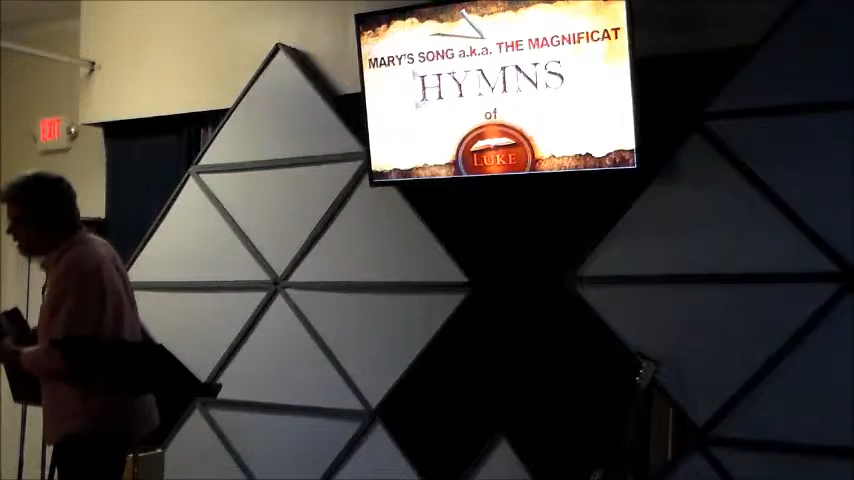 MARY'S SONG a.k.a. THE MAGNIFICAT
HYMNS
of
LUKE
EXIT